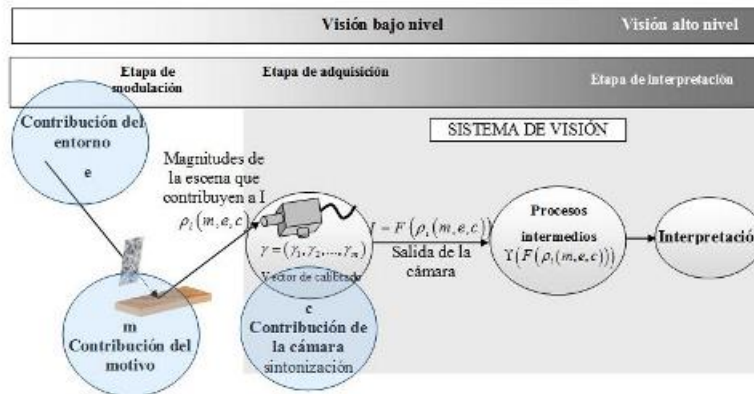 Visión bajo nivel
Visión alto nivel
Etapa de
modulación
Etapa de adquisición
Etapa de interpretación
Contribución del
entorno
e
SISTEMA DE VISIÓN
Magnitudes de
la escena que
contribuyen a I
ρᵢ(m,e,c)
I = F(ρᵢ(m,e,c))
Salida de la
cámara
γ = (γ₁,γ₂,...,γₘ)
Vector de calibrado
Procesos
intermedios
Υ(F(ρᵢ(m,e,c)))
Interpretació
m
Contribución del
motivo
c
Contribución de
la cámara
sintonización